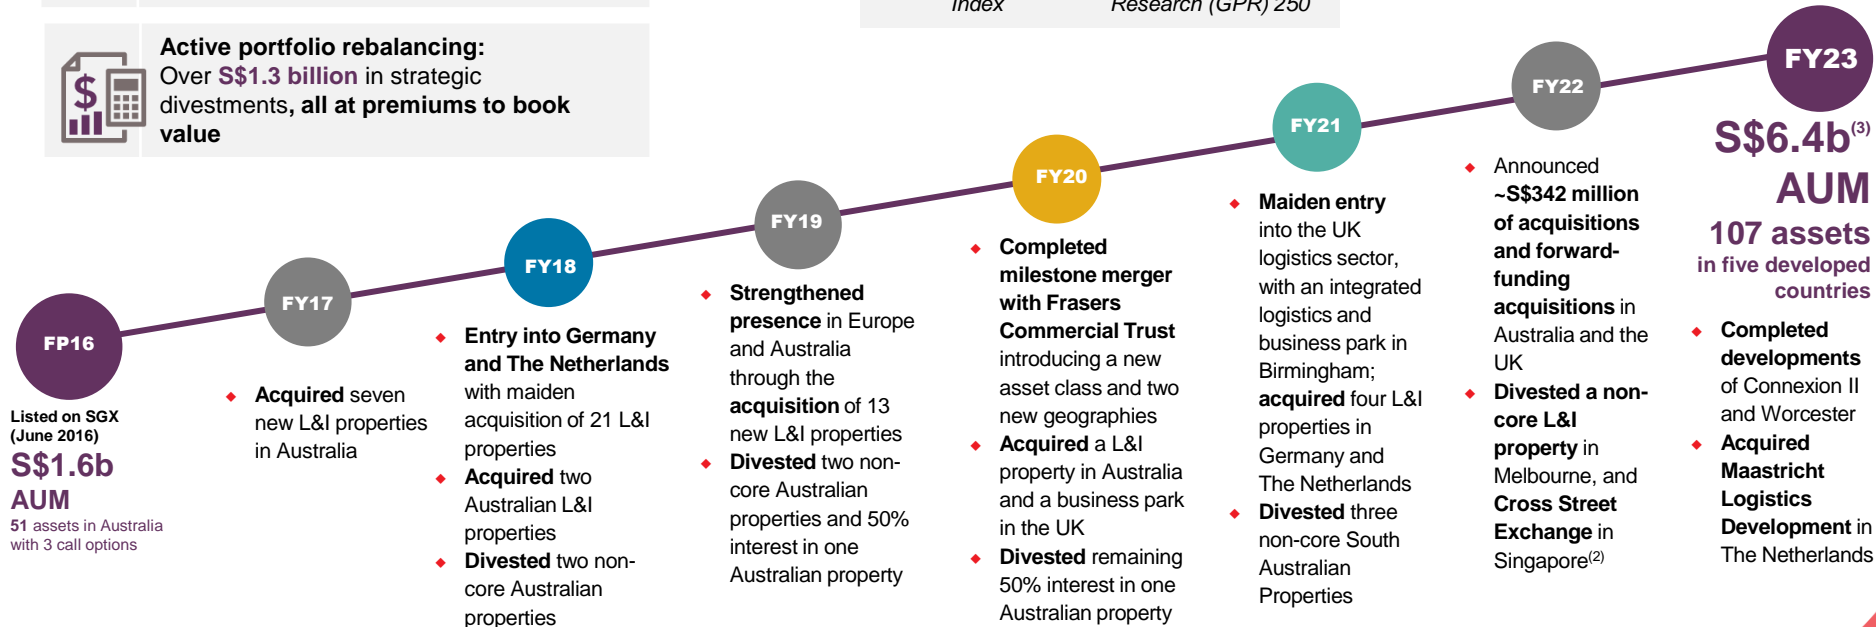 Index
Research (GPR) 250
Active portfolio rebalancing:
Over S$1.3 billion in strategic
divestments, all at premiums to book
value
$
FP16
Listed on SGX
(June 2016)
S$1.6b
AUM
51 assets in Australia
with 3 call options
FY17
◆ Acquired seven
new L&I properties
in Australia
FY18
◆ Entry into Germany
and The Netherlands
with maiden
acquisition of 21 L&I
properties
◆ Acquired two
Australian L&I
properties
◆ Divested two non-
core Australian
properties
FY19
◆ Strengthened
presence in Europe
and Australia
through the
acquisition of 13
new L&I properties
◆ Divested two non-
core Australian
properties and 50%
interest in one
Australian property
FY20
◆ Completed
milestone merger
with Frasers
Commercial Trust
introducing a new
asset class and two
new geographies
◆ Acquired a L&I
property in Australia
and a business park
in the UK
◆ Divested remaining
50% interest in one
Australian property
FY21
◆ Maiden entry
into the UK
logistics sector,
with an integrated
logistics and
business park in
Birmingham;
acquired four L&I
properties in
Germany and
The Netherlands
◆ Divested three
non-core South
Australian
Properties
FY22
◆ Announced
~S$342 million
of acquisitions
and forward-
funding
acquisitions in
Australia and the
UK
◆ Divested a non-
core L&I
property in
Melbourne, and
Cross Street
Exchange in
Singapore(2)
FY23
S$6.4b(3)
AUM
107 assets
in five developed
countries
◆ Completed
developments
of Connexion II
and Worcester
◆ Acquired
Maastricht
Logistics
Development in
The Netherlands